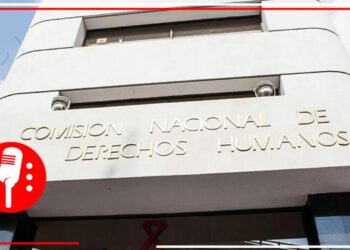 COMISION NACIONAL DE
DERECHOS HUMANOS